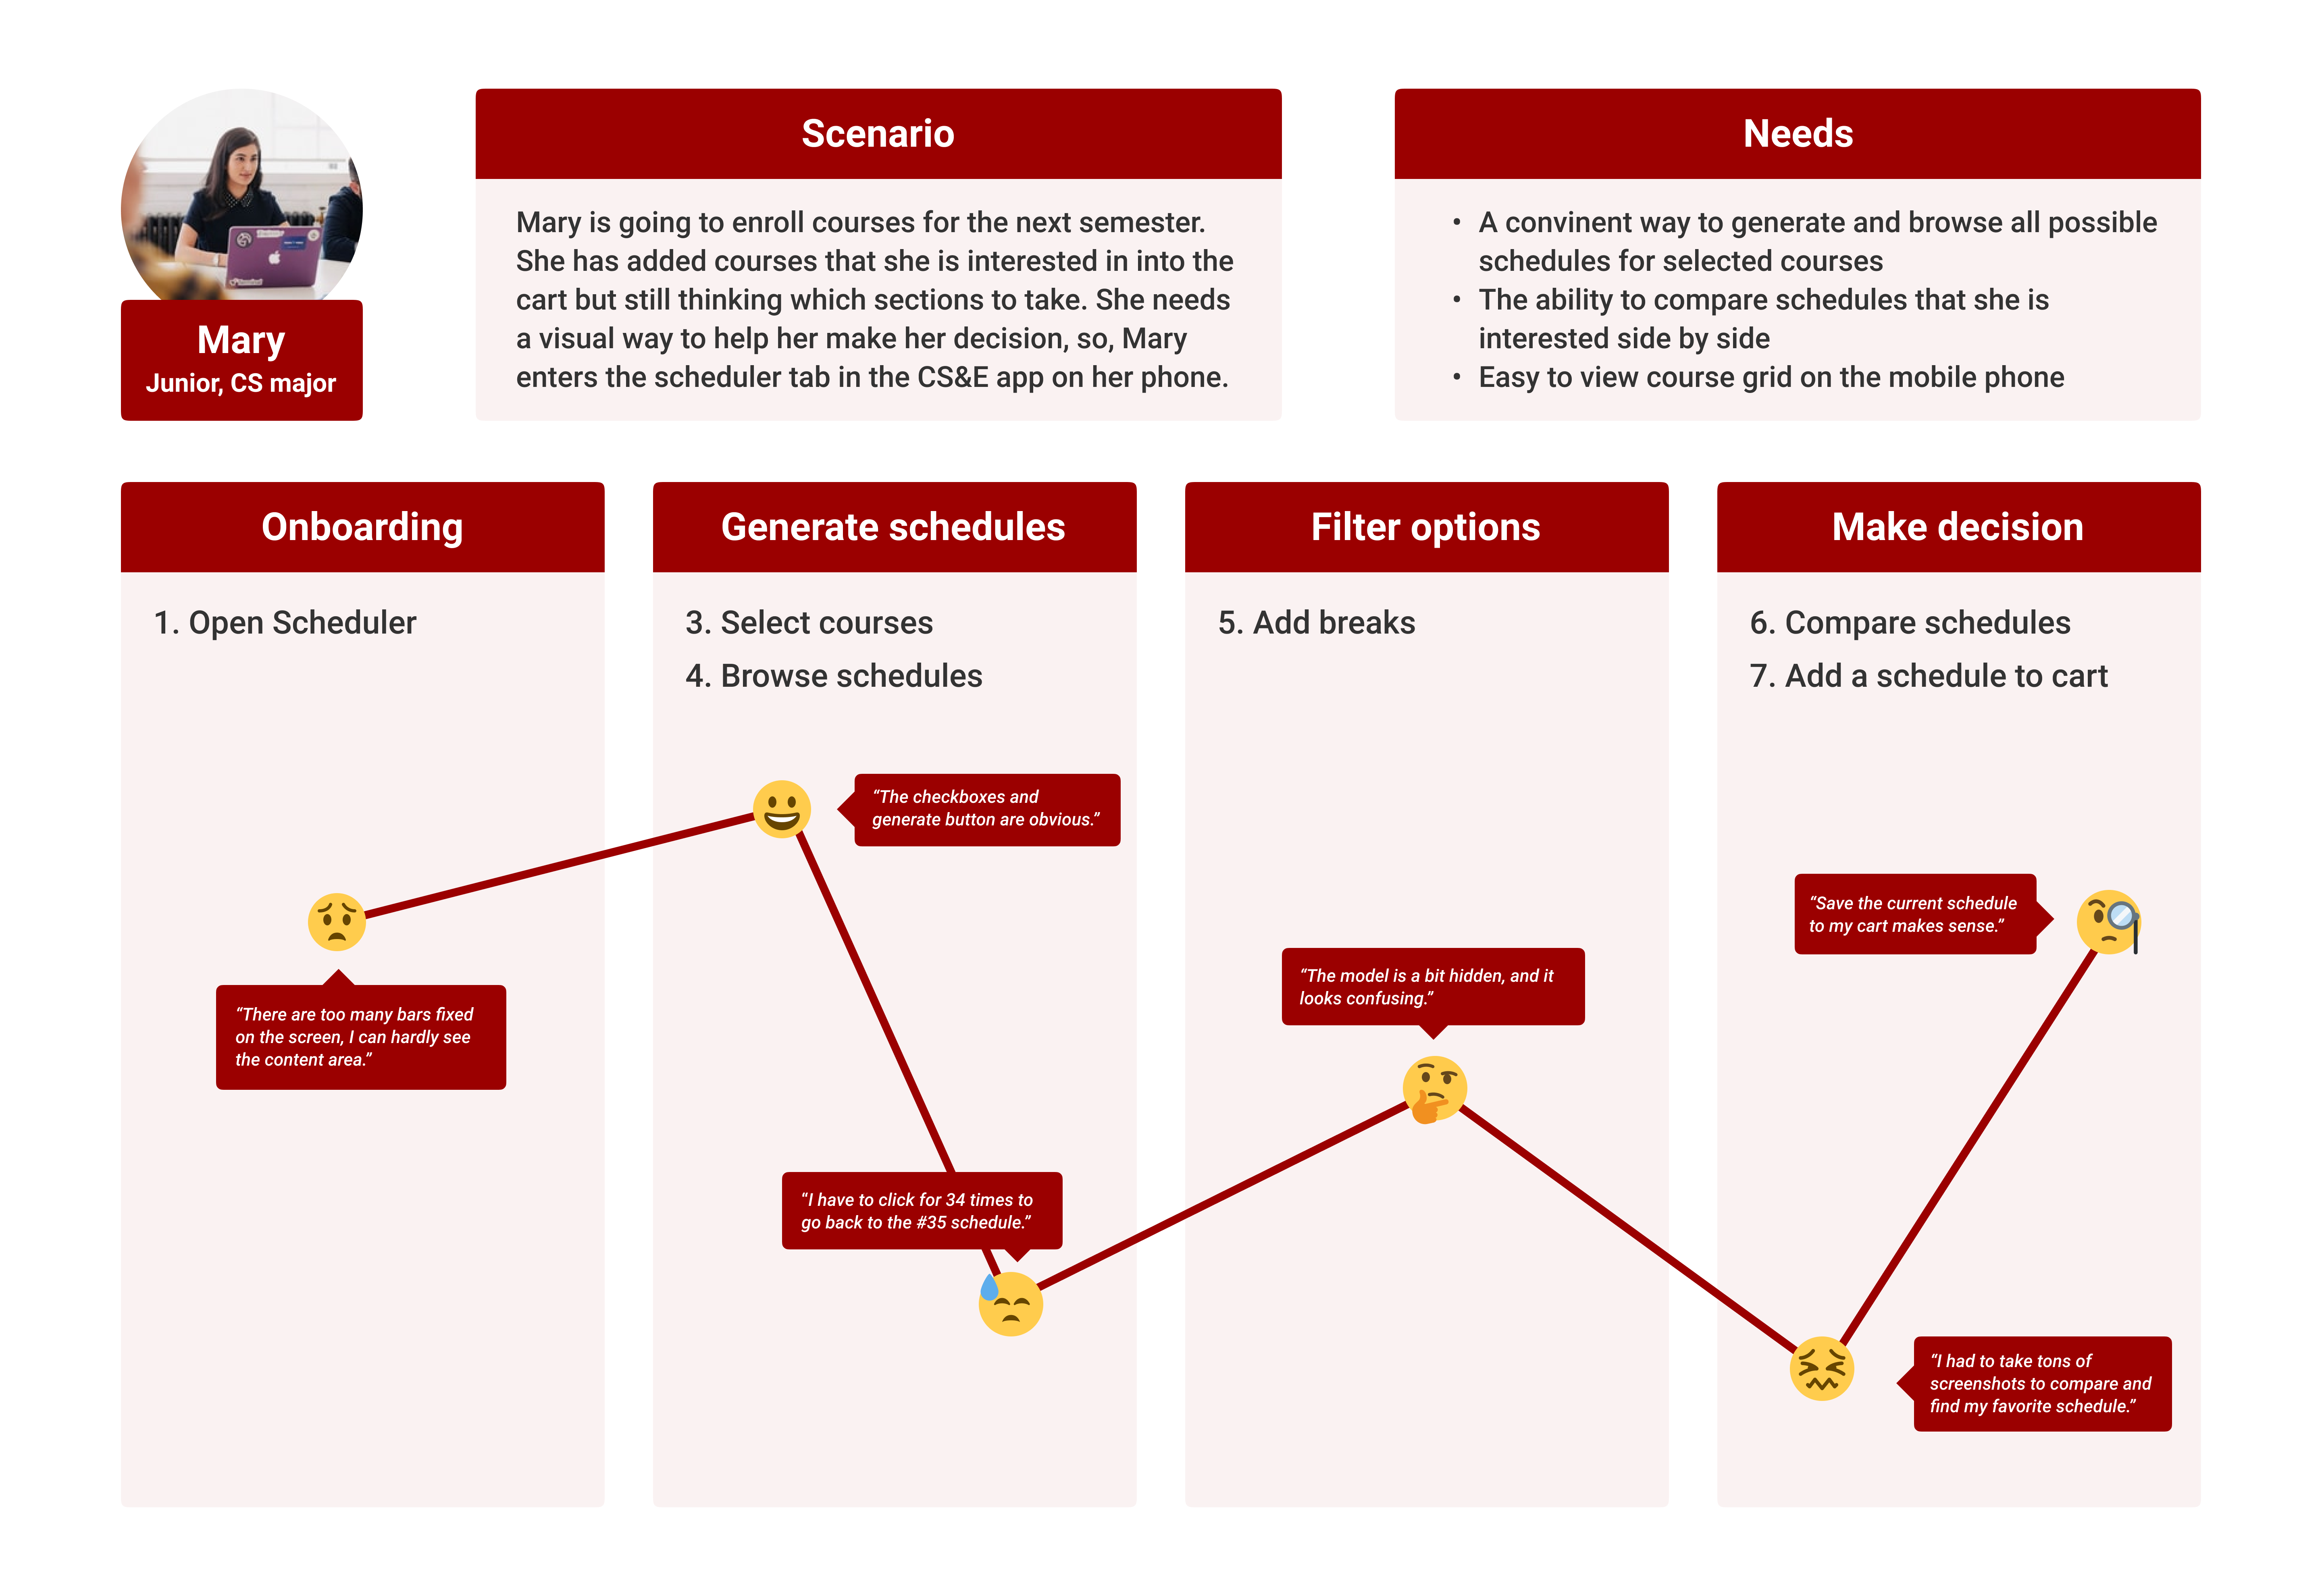 Mary
Junior, CS major
Scenario
Mary is going to enroll courses for the next semester.
She has added courses that she is interested in into the
cart but still thinking which sections to take. She needs
a visual way to help her make her decision, so, Mary
enters the scheduler tab in the CS&E app on her phone.
Needs
• A convinent way to generate and browse all possible
schedules for selected courses
• The ability to compare schedules that she is
interested side by side
• Easy to view course grid on the mobile phone
Onboarding
1. Open Scheduler
“There are too many bars fixed
on the screen, I can hardly see
the content area.”
Generate schedules
3. Select courses
4. Browse schedules
“The checkboxes and
generate button are obvious.”
“I have to click for 34 times to
go back to the #35 schedule.”
Filter options
5. Add breaks
“The model is a bit hidden, and it
looks confusing.”
Make decision
6. Compare schedules
7. Add a schedule to cart
“Save the current schedule
to my cart makes sense.”
“I had to take tons of
screenshots to compare and
find my favorite schedule.”